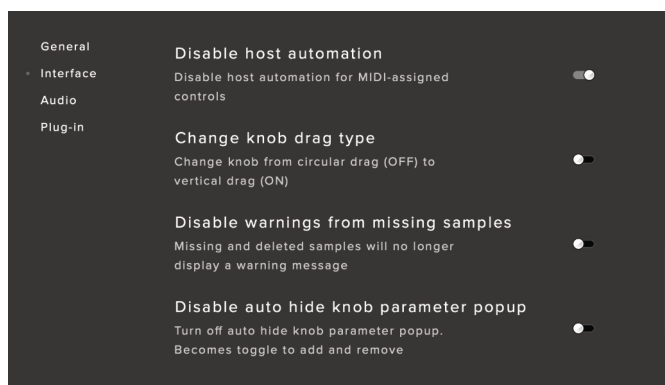 General
Interface
Audio
Plug-in
Disable host automation
Disable host automation for MIDI-assigned
controls
Change knob drag type
Change knob from circular drag (OFF) to
vertical drag (ON)
Disable warnings from missing samples
Missing and deleted samples will no longer
display a warning message
Disable auto hide knob parameter popup
Turn off auto hide knob parameter popup.
Becomes toggle to add and remove